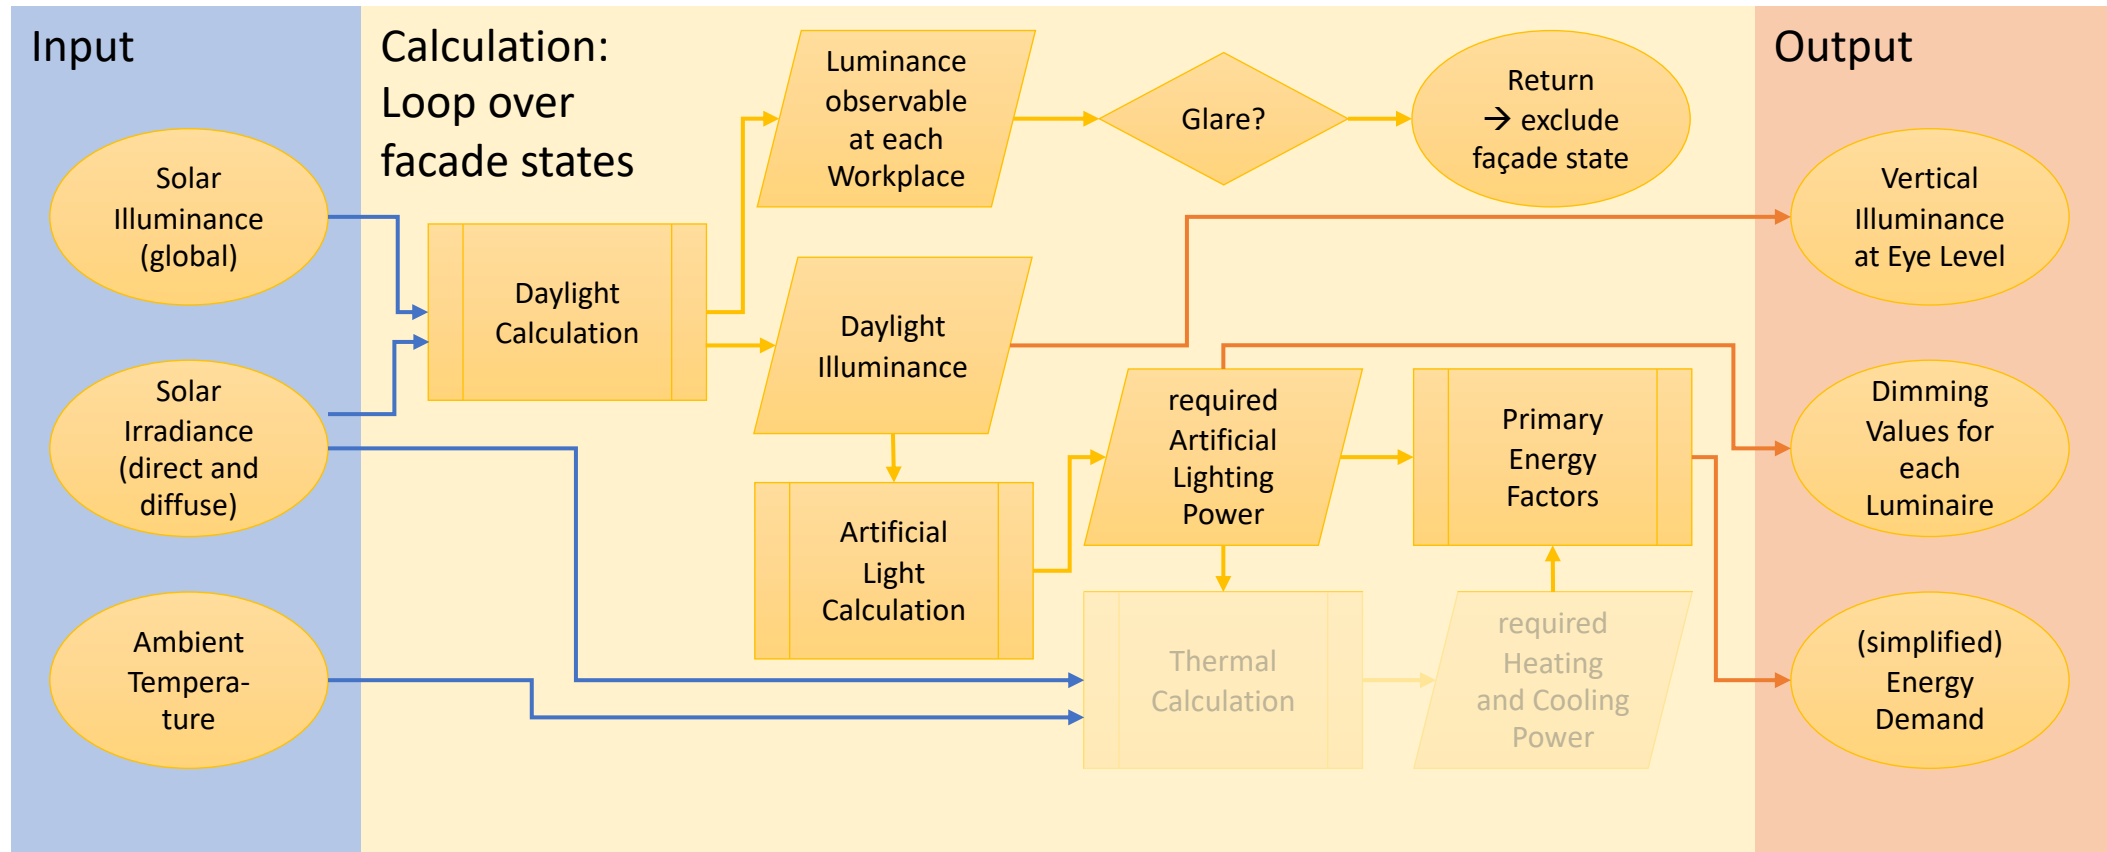 Input
Solar
Illuminance
(global)
Solar
Irradiance
(direct and
diffuse)
Ambient
Tempera-
ture
Calculation:
Loop over
facade states
Daylight
Calculation
Luminance
observable
at each
Workplace
Glare?
Return
→ exclude
façade state
Daylight
Illuminance
Artificial
Light
Calculation
required
Artificial
Lighting
Power
Primary
Energy
Factors
Thermal
Calculation
required
Heating
and Cooling
Power
Output
Vertical
Illuminance
at Eye Level
Dimming
Values for
each
Luminaire
(simplified)
Energy
Demand